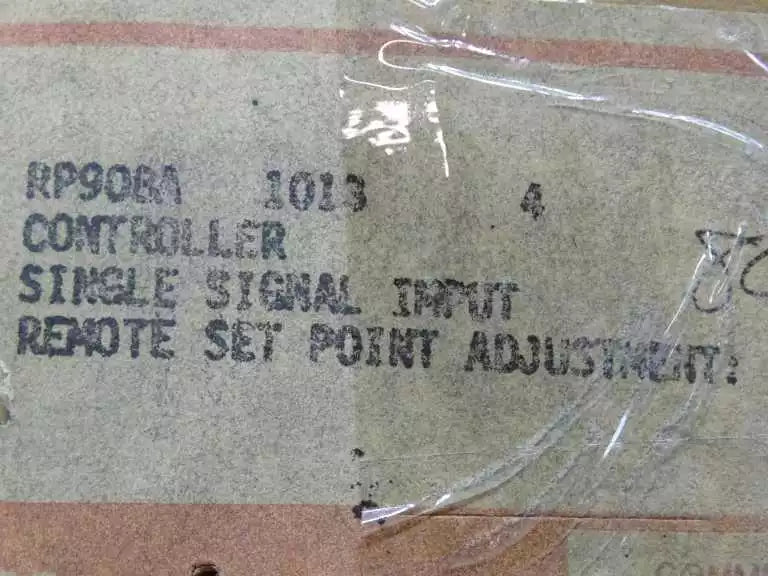 RP908A 1013 4
CONTROLLER
SINGLE SIGNAL INPUT
REMOTE SET POINT ADJUSTMENT: